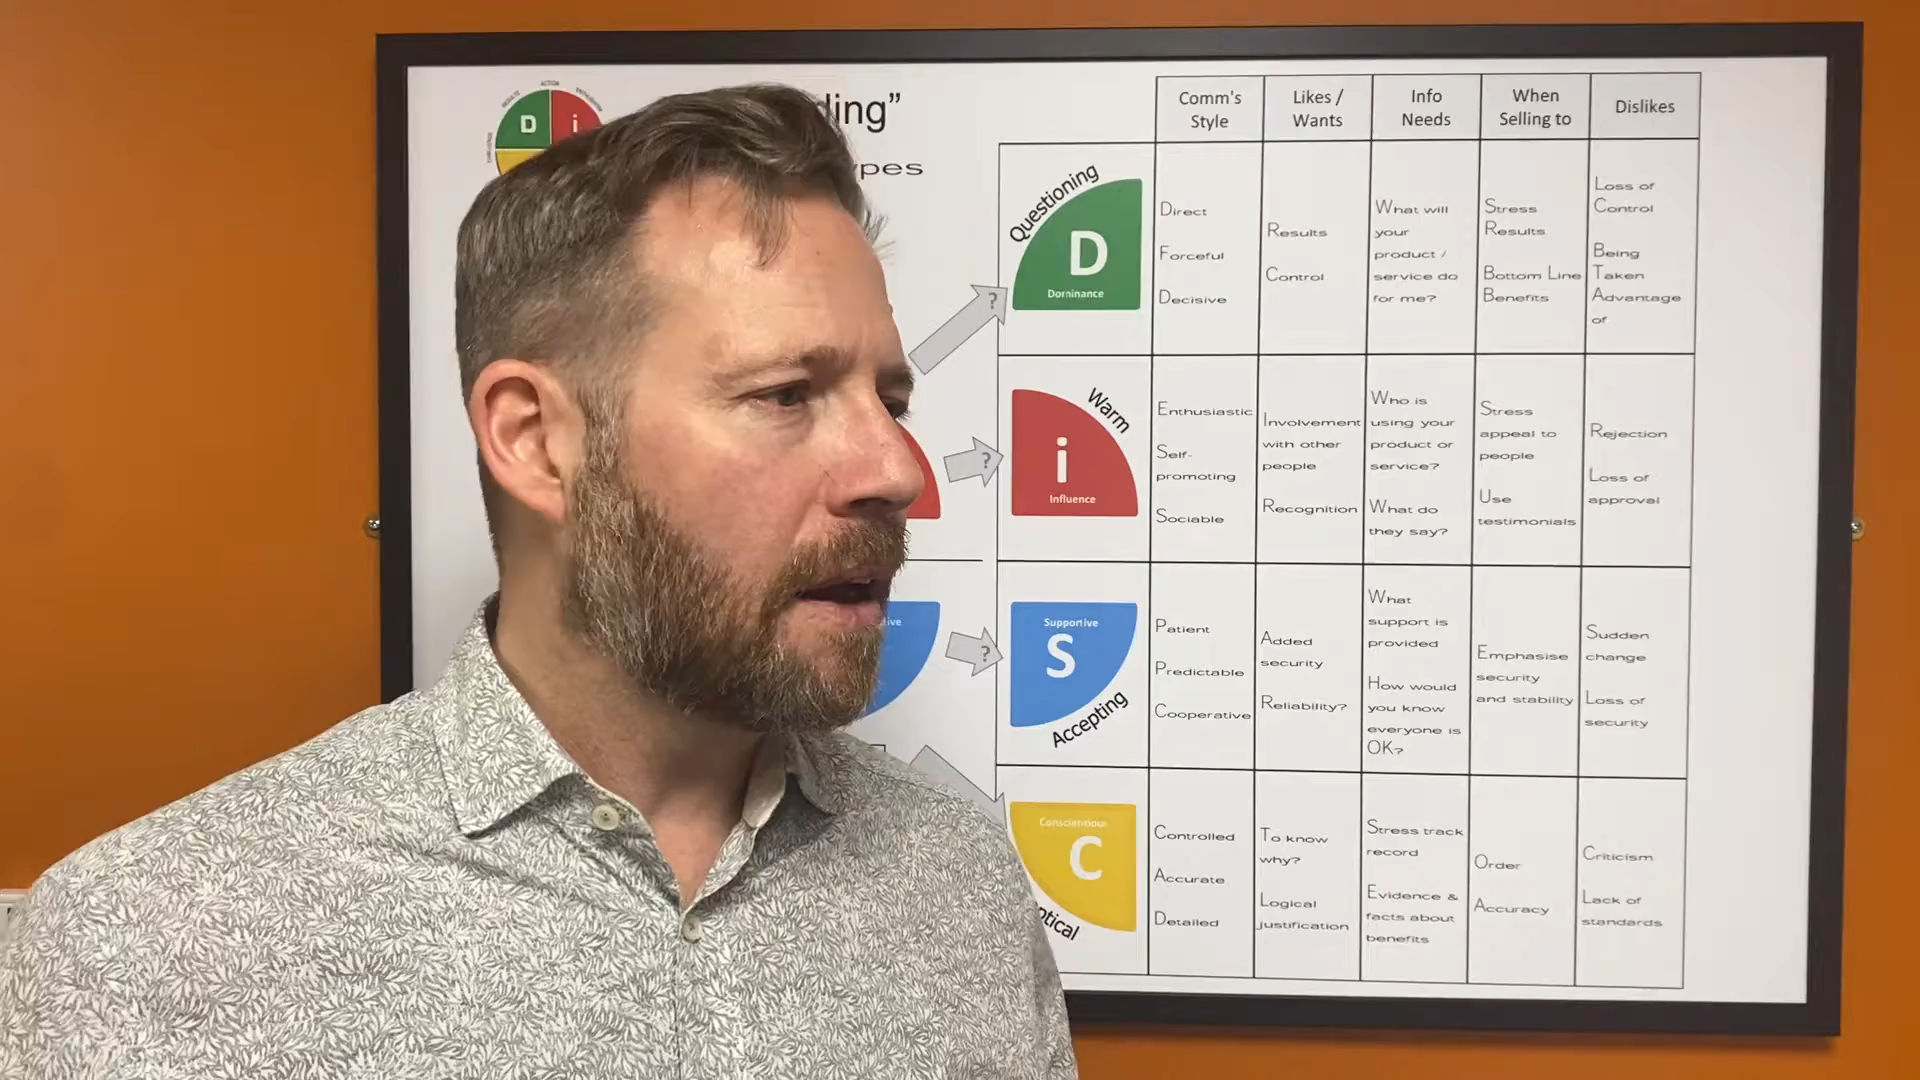 RESULTS
ACTION
ENTHUSIASM
D
i
CHALLENGE
Comm's
Style
Likes /
Wants
Info
Needs
When
Selling to
Dislikes
Questioning
D
Dominance
Direct
Forceful
Decisive
Results
Control
What will
your
product /
service do
for me?
Stress
Results
Bottom Line
Benefits
Loss of
Control
Being
Taken
Advantage
of
?
Warm
i
Influence
Enthusiastic
Self-
promoting
Sociable
Involvement
with other
people
Recognition
Who is
using your
product or
service?
What do
they say?
Stress
appeal to
people
Use
testimonials
Rejection
Loss of
approval
?
Supportive
S
Accepting
Patient
Predictable
Cooperative
Added
security
Reliability?
What
support is
provided
How would
you know
everyone is
OK?
Emphasise
security
and stability
Sudden
change
Loss of
security
?
Conscientious
C
Controlled
Accurate
Detailed
To know
why?
Logical
justification
Stress track
record
Evidence &
facts about
benefits
Order
Accuracy
Criticism
Lack of
standards